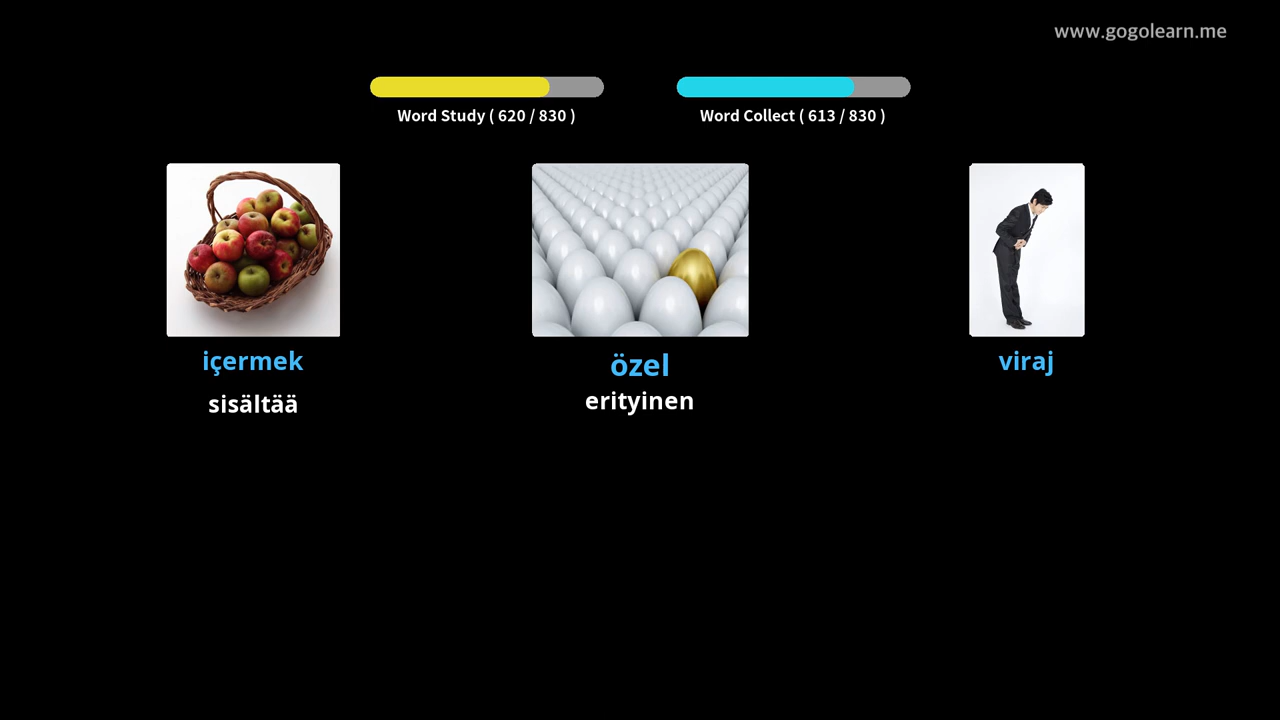 www.gogolearn.me
Word Study ( 620 / 830 )
Word Collect ( 613 / 830 )
içermek
sisältää
özel
erityinen
viraj